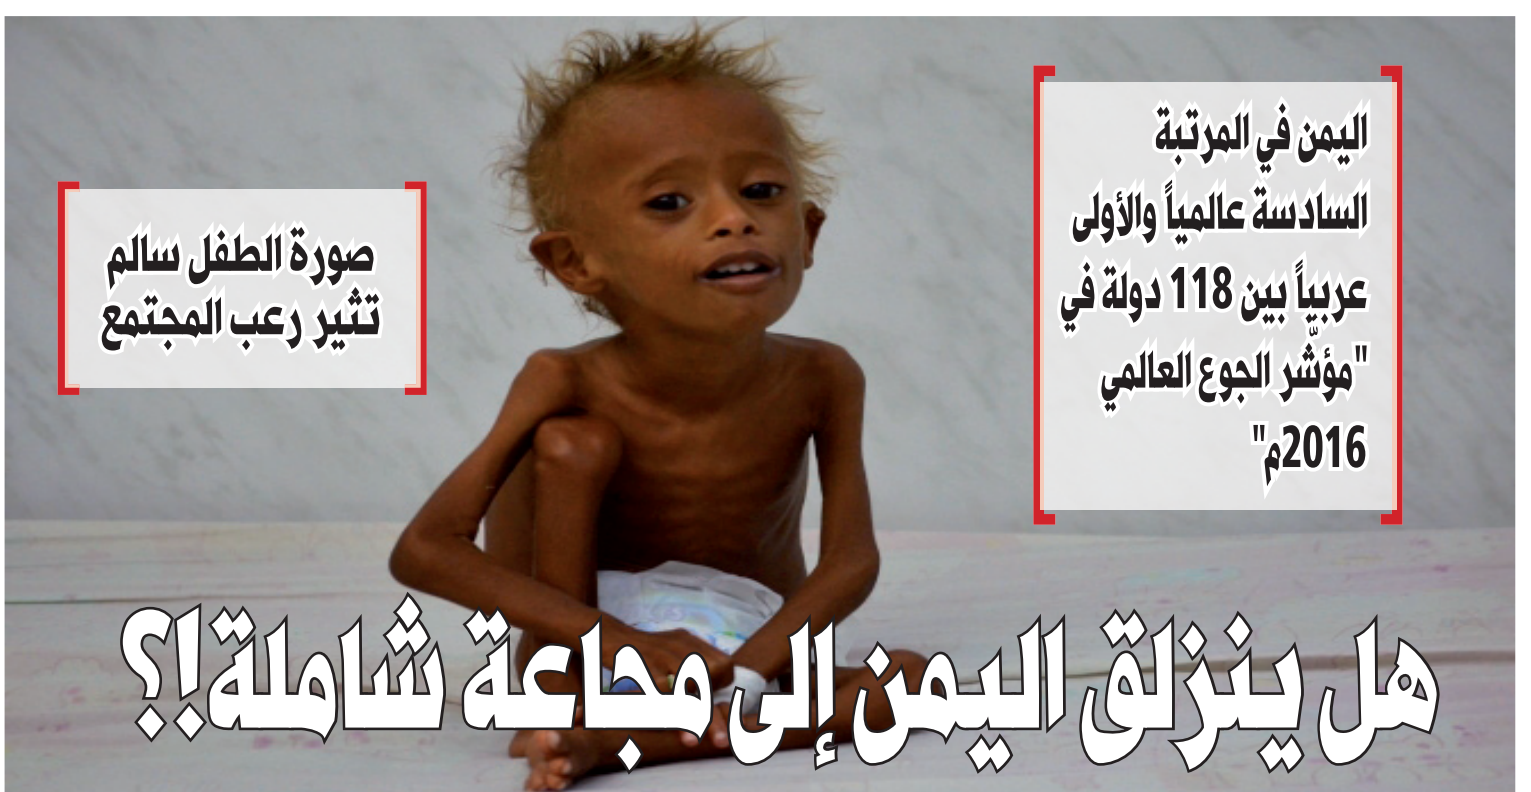 اليمن في المرتبة
السادسة عالمياً والأولى
عربياً بين 118 دولة في
"مؤشّر الجوع العالمي
2016م"
صورة الطفل سالم
تثير رعب المجتمع
هل ينزلق اليمن إلى مجاعة شاملة!؟